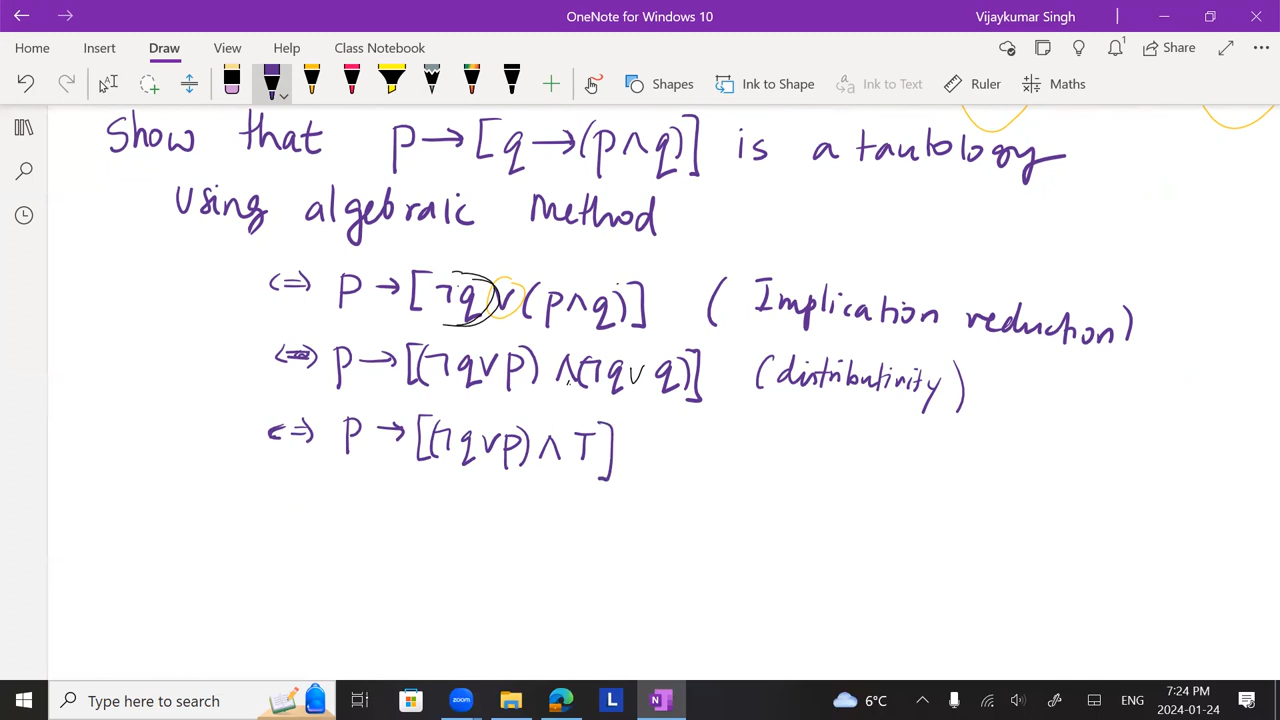 OneNote for Windows 10
Vijaykumar Singh
Home Insert Draw View Help Class Notebook
1
Share
Shapes Ink to Shape Ink to Text Ruler Maths
Show that p→[q→(p∧q)] is a tautology
using algebraic method
<=> P→[¬q∨(p∧q)] (Implication reduction)
<=> P→[(¬q∨p)∧(¬q∨q)] (distributivity)
<=> P→[(¬q∨p)∧T]
Type here to search
zoom
L
N
6°C
ENG
7:24 PM
2024-01-24